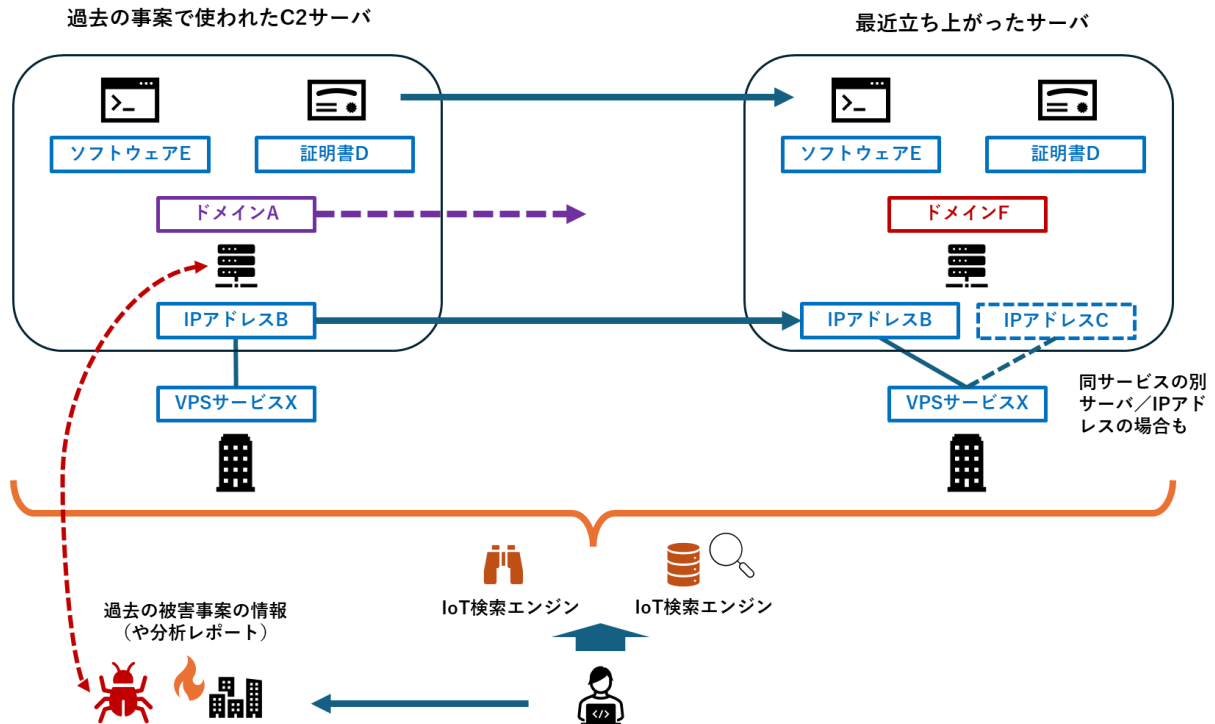 過去の事案で使われたC2サーバ
最近立ち上がったサーバ
ソフトウェアE
証明書D
ドメインA
IPアドレスB
VPSサービスX
ソフトウェアE
証明書D
ドメインF
IPアドレスB
IPアドレスC
VPSサービスX
同サービスの別
サーバ／IPアド
レスの場合も
IoT検索エンジン
IoT検索エンジン
過去の被害事案の情報
（や分析レポート）